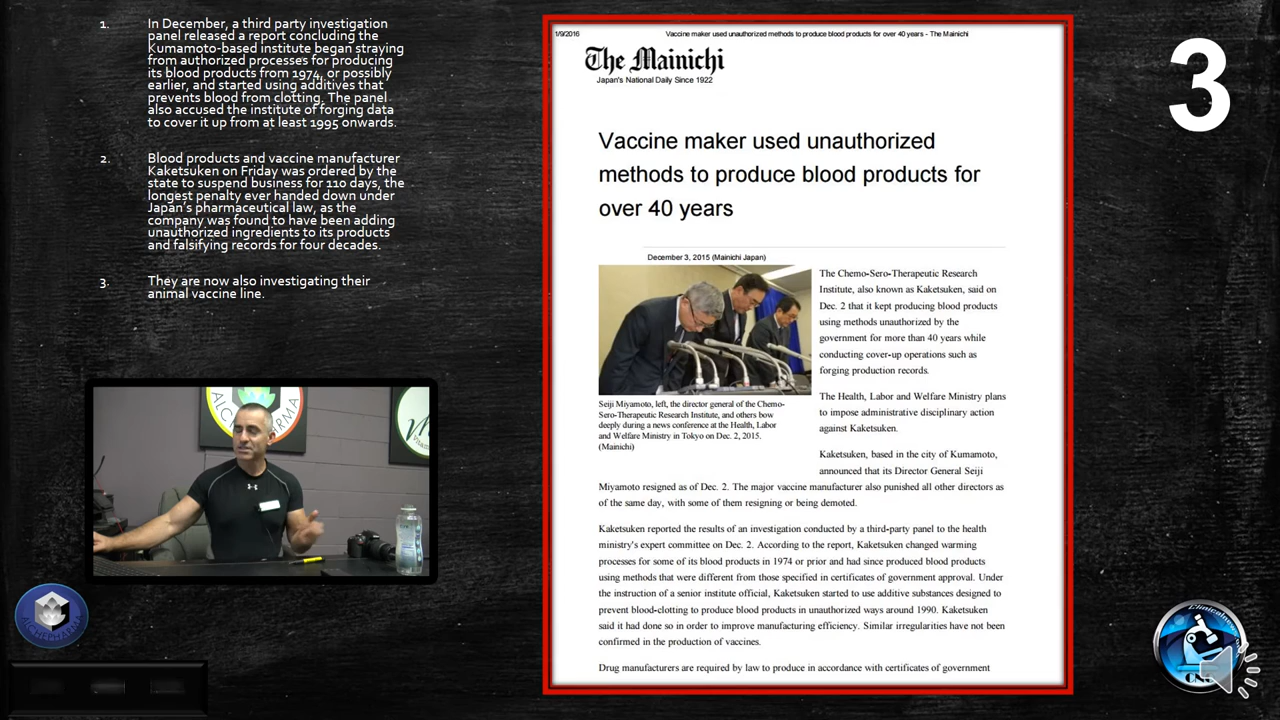 1. In December, a third party investigation
panel released a report concluding the
Kumamoto-based institute began straying
from authorized processes for producing
its blood products from 1974, or possibly
earlier, and started using additives that
prevents blood from clotting. The panel
also accused the institute of forging data
to cover it up from at least 1995 onwards.
2. Blood products and vaccine manufacturer
Kaketsuken on Friday was ordered by the
state to suspend business for 110 days, the
longest penalty ever handed down under
Japan's pharmaceutical law, as the
company was found to have been adding
unauthorized ingredients to its products
and falsifying records for four decades.
3. They are now also investigating their
animal vaccine line.
1/9/2016 Vaccine maker used unauthorized methods to produce blood products for over 40 years - The Mainichi
The Mainichi
Japan's National Daily Since 1922
3
Vaccine maker used unauthorized
methods to produce blood products for
over 40 years
December 3, 2015 (Mainichi Japan)
The Chemo-Sero-Therapeutic Research
Institute, also known as Kaketsuken, said on
Dec. 2 that it kept producing blood products
using methods unauthorized by the
government for more than 40 years while
conducting cover-up operations such as
forging production records.
The Health, Labor and Welfare Ministry plans
to impose administrative disciplinary action
against Kaketsuken.
Kaketsuken, based in the city of Kumamoto,
announced that its Director General Seiji
Seiji Miyamoto, left, the director general of the Chemo-
Sero-Therapeutic Research Institute, and others bow
deeply during a news conference at the Health, Labor
and Welfare Ministry in Tokyo on Dec. 2, 2015.
(Mainichi)
Miyamoto resigned as of Dec. 2. The major vaccine manufacturer also punished all other directors as
of the same day, with some of them resigning or being demoted.
Kaketsuken reported the results of an investigation conducted by a third-party panel to the health
ministry's expert committee on Dec. 2. According to the report, Kaketsuken changed warming
processes for some of its blood products in 1974 or prior and had since produced blood products
using methods that were different from those specified in certificates of government approval. Under
the instruction of a senior institute official, Kaketsuken started to use additive substances designed to
prevent blood-clotting to produce blood products in unauthorized ways around 1990. Kaketsuken
said it had done so in order to improve manufacturing efficiency. Similar irregularities have not been
confirmed in the production of vaccines.
Drug manufacturers are required by law to produce in accordance with certificates of government